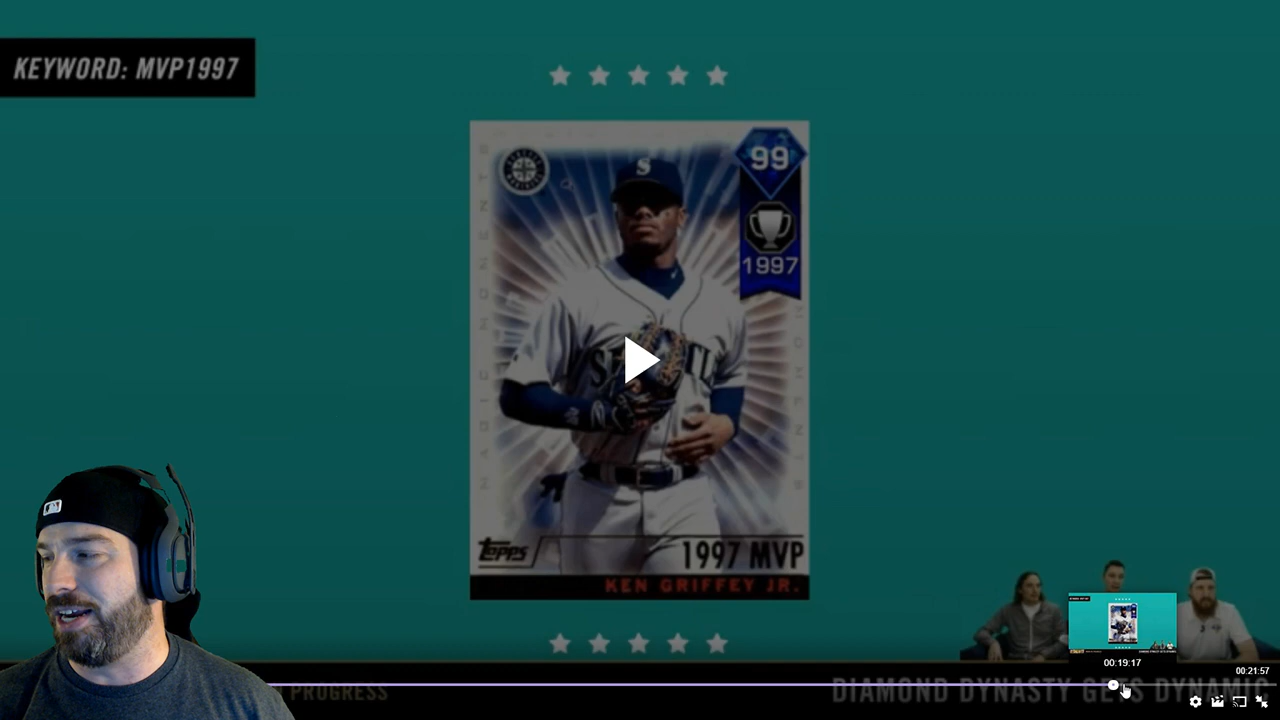 KEYWORD: MVP1997
99
1997
S
topps
1997 MVP
KEN GRIFFEY JR.
00:19:17
00:21:57
PROGRESS
DIAMOND DYNASTY GETS DYNAMIC